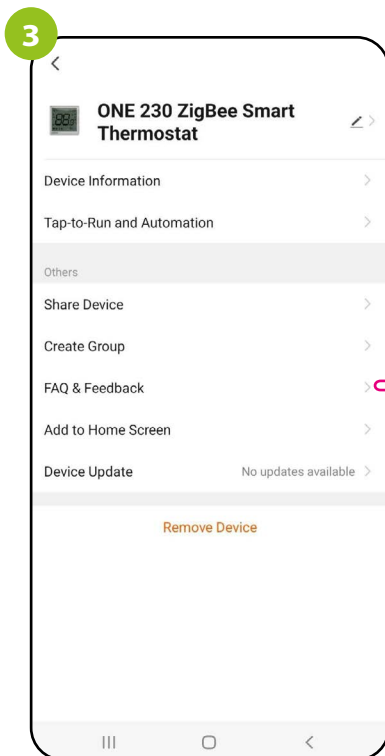 3
ONE 230 ZigBee Smart
Thermostat
Device Information
Tap-to-Run and Automation
Others
Share Device
Create Group
FAQ & Feedback
Add to Home Screen
Device Update No updates available
Remove Device